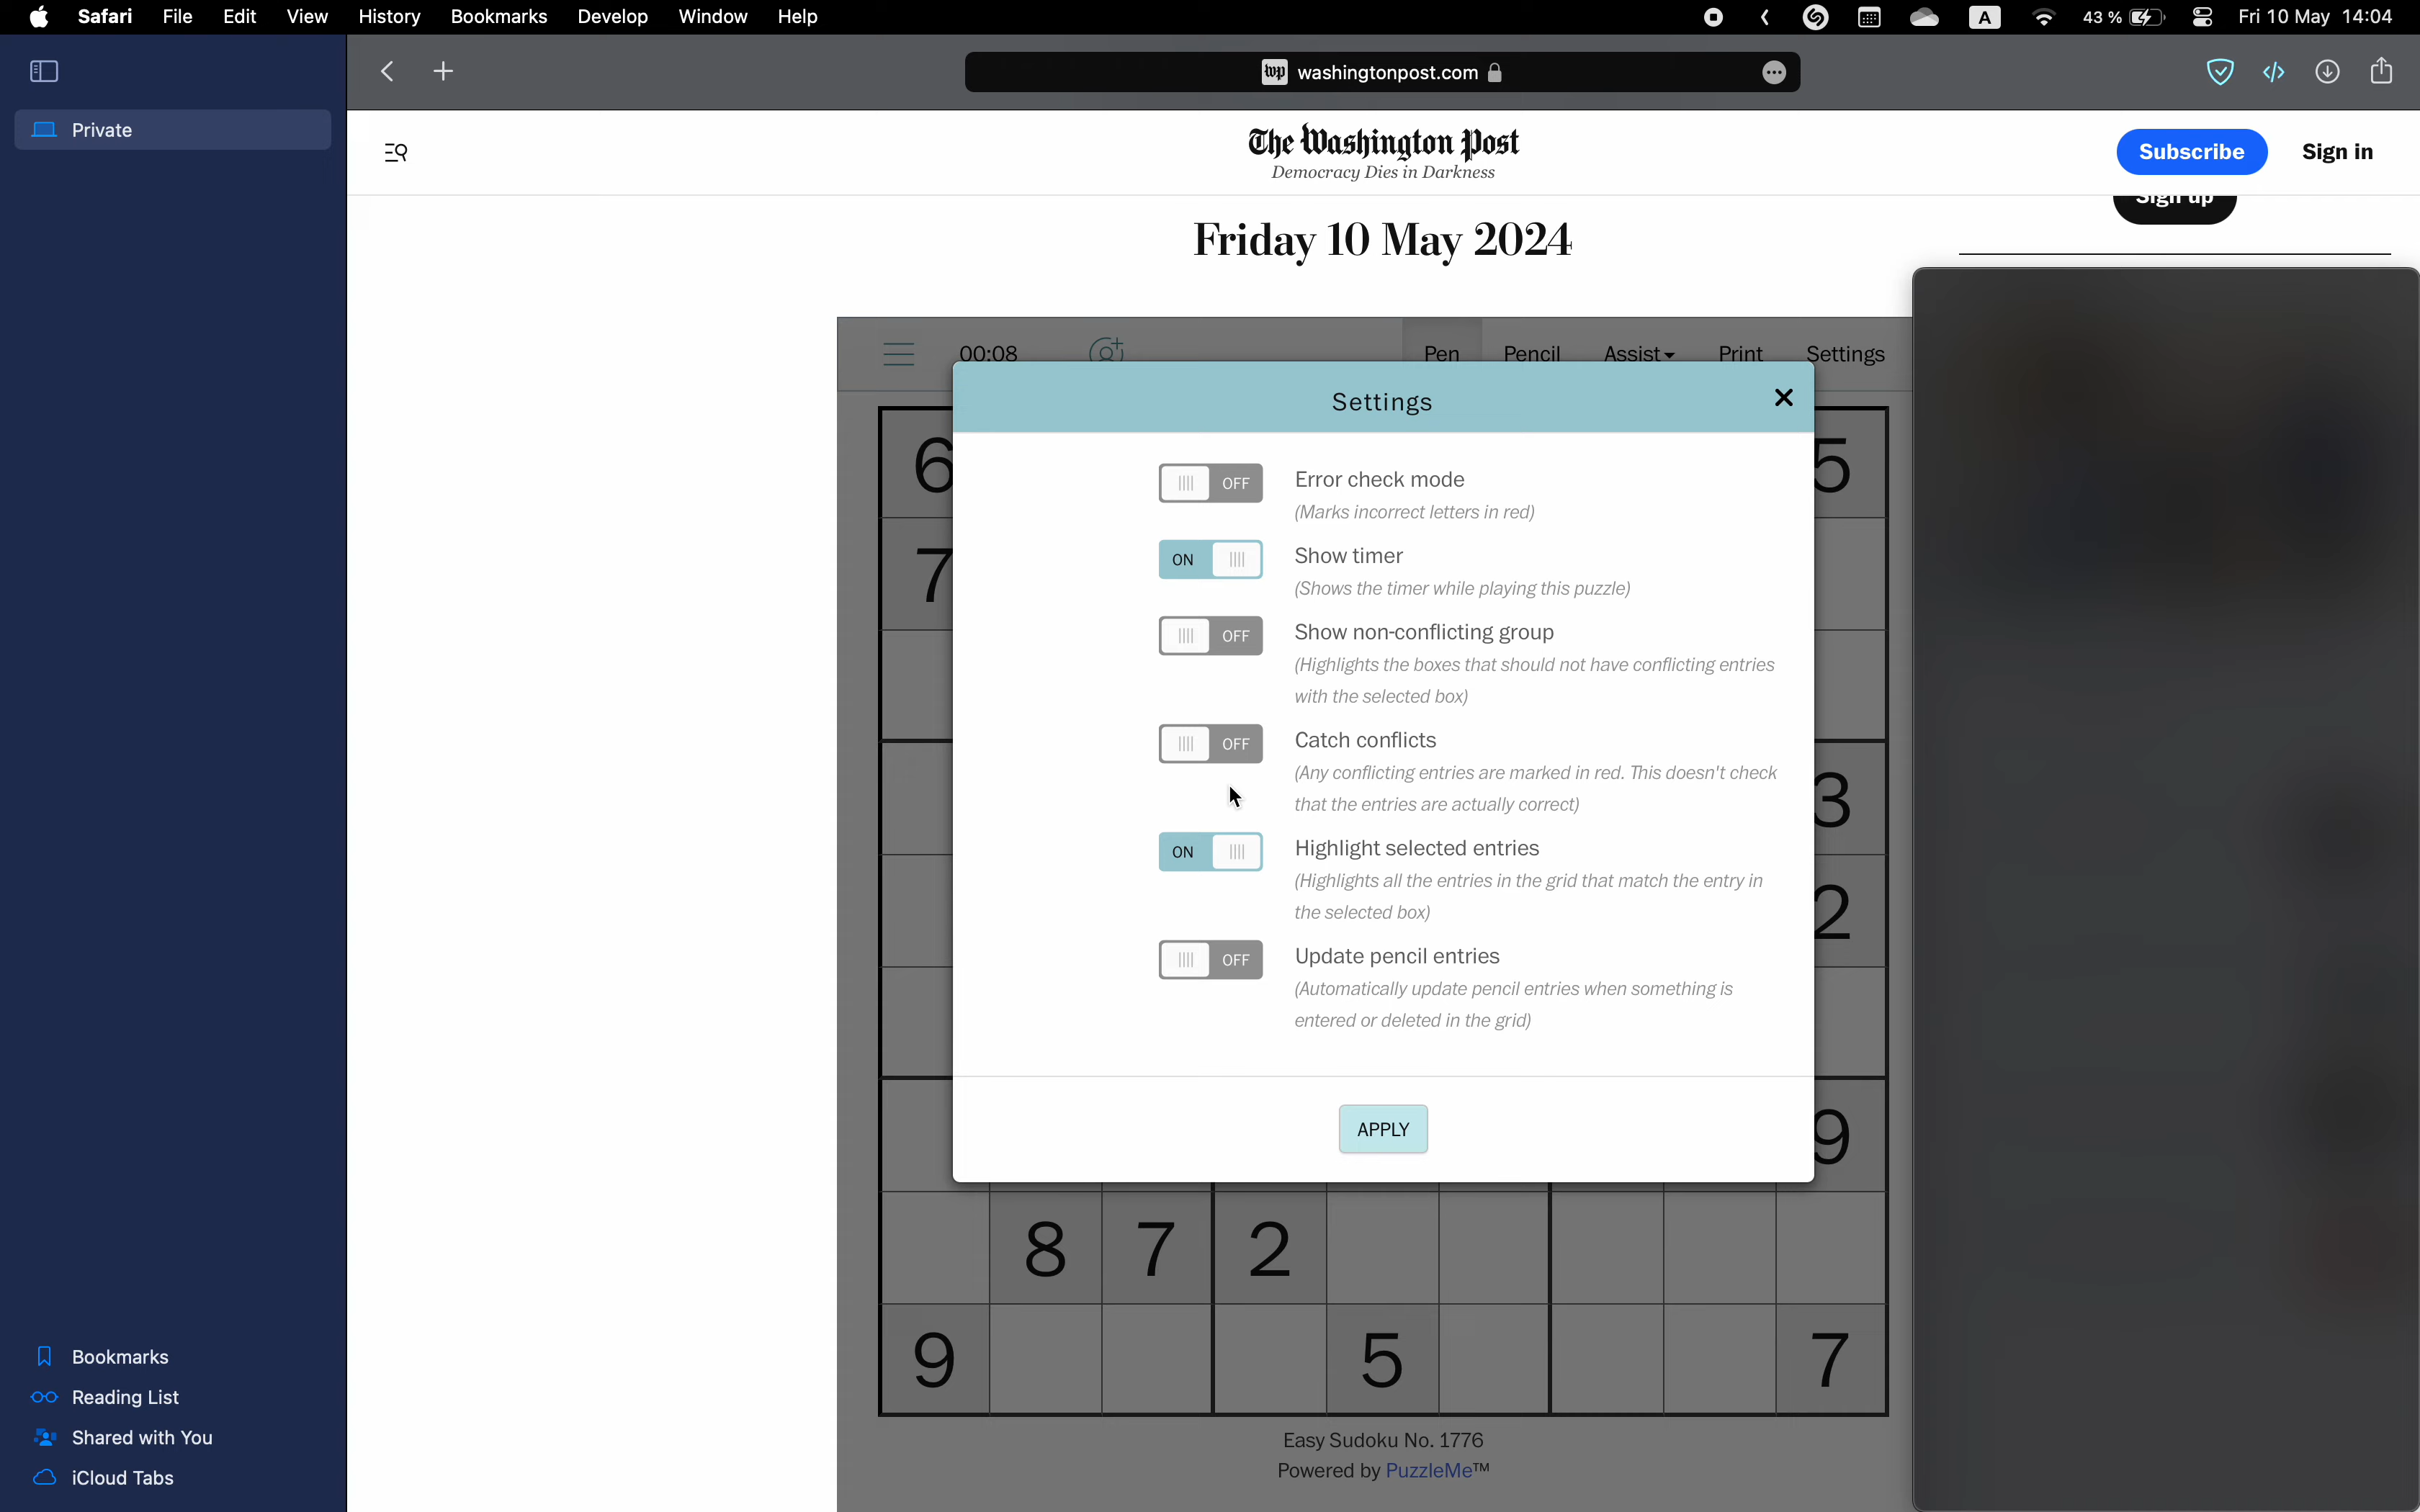 Safari File Edit View History Bookmarks Develop Window Help A 43 % Fri 10 May 14:04
wp washingtonpost.com
Private
The Washington Post
Democracy Dies in Darkness
Subscribe Sign in
Sign up
Friday 10 May 2024
00:08 Pen Pencil Assist Print Settings
Settings
OFF Error check mode
(Marks incorrect letters in red)
ON Show timer
(Shows the timer while playing this puzzle)
OFF Show non-conflicting group
(Highlights the boxes that should not have conflicting entries
with the selected box)
OFF Catch conflicts
(Any conflicting entries are marked in red. This doesn't check
that the entries are actually correct)
ON Highlight selected entries
(Highlights all the entries in the grid that match the entry in
the selected box)
OFF Update pencil entries
(Automatically update pencil entries when something is
entered or deleted in the grid)
APPLY
6 5
7
3
2
9
8 7 2
9 5 7
Easy Sudoku No. 1776
Powered by PuzzleMe™
Bookmarks
Reading List
Shared with You
iCloud Tabs